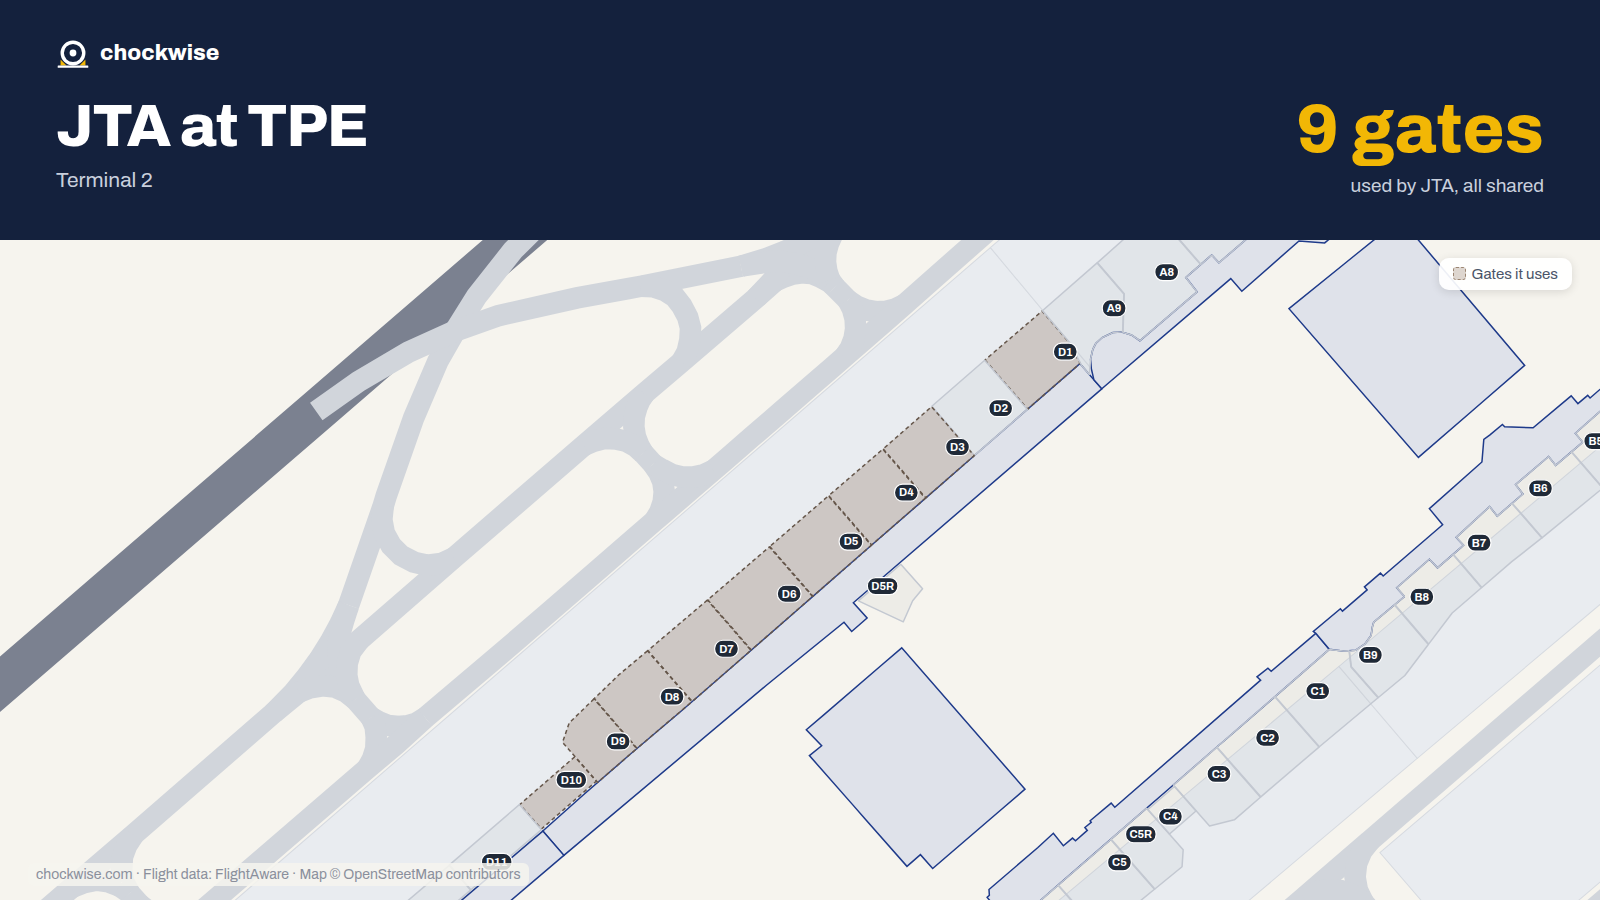 chockwise
JTA at TPE
Terminal 2
9 gates
used by JTA, all shared
Gates it uses
A8
A9
D1
D2
D3
D4
D5
D5R
D6
D7
D8
D9
D10
D11
B5
B6
B7
B8
B9
C1
C2
C3
C4
C5R
C5
chockwise.com · Flight data: FlightAware · Map © OpenStreetMap contributors